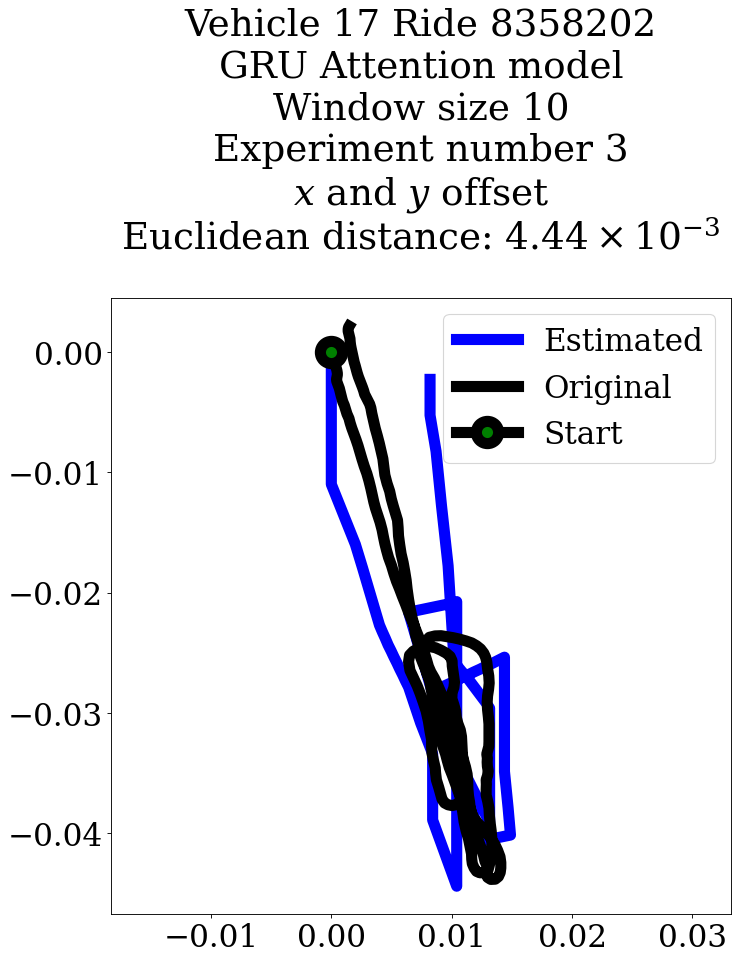 Vehicle 17 Ride 8358202
GRU Attention model
Window size 10
Experiment number 3
x and y offset
Euclidean distance: 4.44 × 10⁻³
Estimated
Original
Start
0.00
−0.01
−0.02
−0.03
−0.04
−0.01 0.00 0.01 0.02 0.03